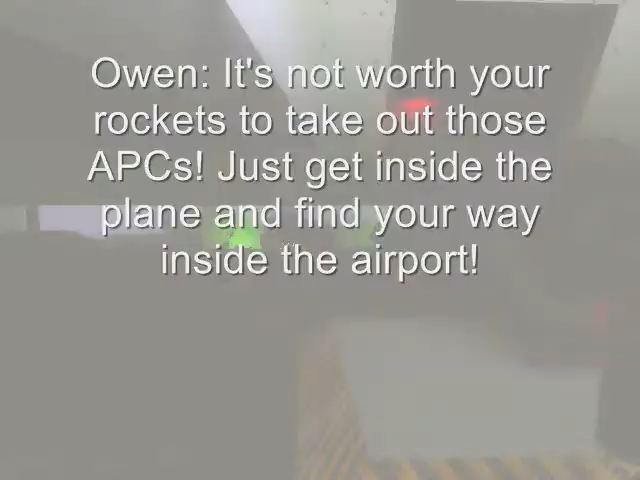 Owen: It's not worth your
rockets to take out those
APCs! Just get inside the
plane and find your way
inside the airport!